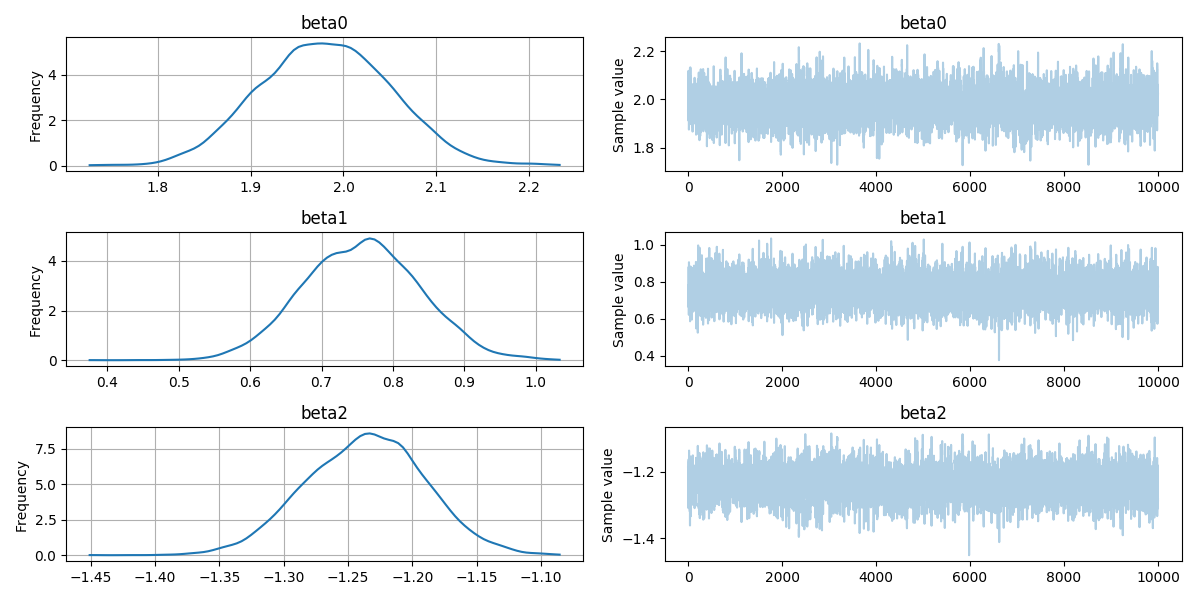 beta0
Frequency
4
2
0
1.8 1.9 2.0 2.1 2.2
beta0
Sample value
2.2
2.0
1.8
0 2000 4000 6000 8000 10000
beta1
Frequency
4
2
0
0.4 0.5 0.6 0.7 0.8 0.9 1.0
beta1
Sample value
1.0
0.8
0.6
0.4
0 2000 4000 6000 8000 10000
beta2
Frequency
7.5
5.0
2.5
0.0
−1.45 −1.40 −1.35 −1.30 −1.25 −1.20 −1.15 −1.10
beta2
Sample value
−1.2
−1.4
0 2000 4000 6000 8000 10000